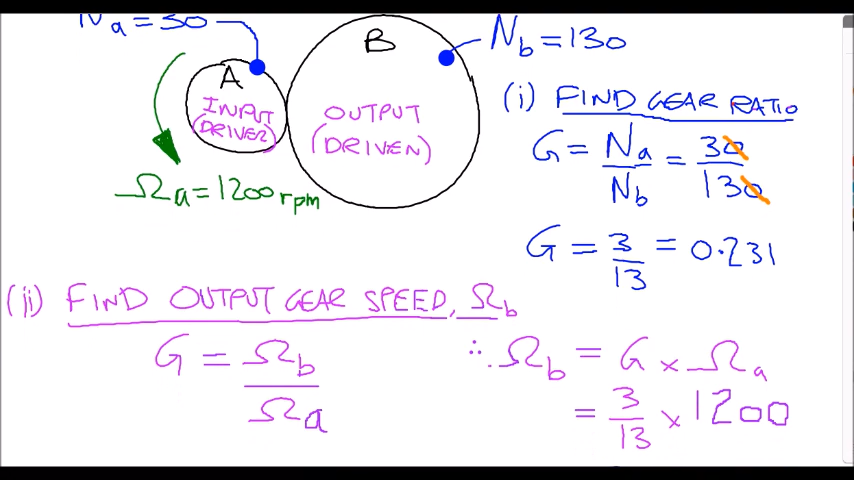 Na = 30
B
Nb = 130
A
INPUT
(DRIVER)
OUTPUT
(DRIVEN)
Ωa = 1200 rpm
(i) FIND GEAR RATIO
G = Na/Nb = 30/130
G = 3/13 = 0.231
(ii) FIND OUTPUT GEAR SPEED, Ωb
G = Ωb/Ωa
∴ Ωb = G × Ωa
= 3/13 × 1200